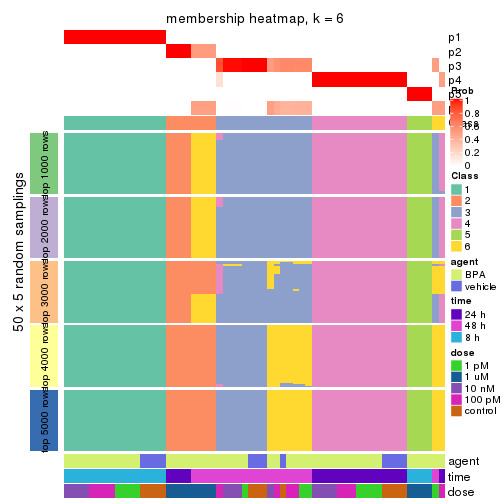 membership heatmap, k = 6
p1
p2
p3
p4
Prob
1
0.8
0.6
0.4
0.2
0
Class
1
2
3
4
5
6
agent
BPA
vehicle
time
24 h
48 h
8 h
dose
1 pM
1 uM
10 nM
100 pM
control
50 x 5 random samplings
top 1000 rows
top 2000 rows
top 3000 rows
top 4000 rows
top 5000 rows
agent
time
dose